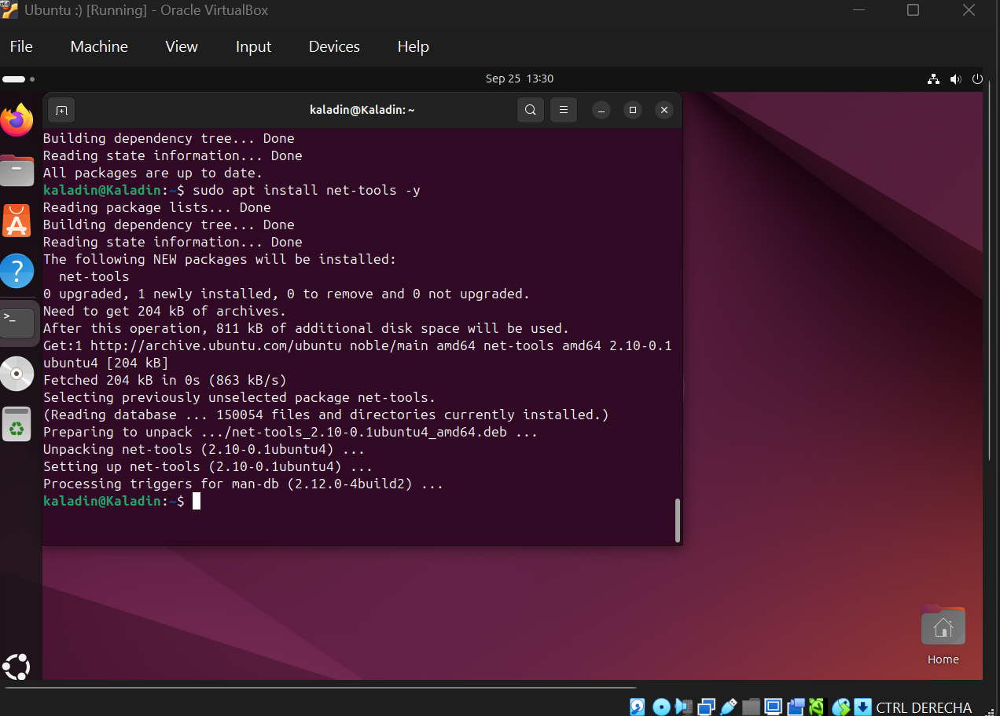 Ubuntu :) [Running] - Oracle VirtualBox
File Machine View Input Devices Help
Sep 25 13:30
kaladin@Kaladin: ~
Building dependency tree... Done
Reading state information... Done
All packages are up to date.
kaladin@Kaladin:~$ sudo apt install net-tools -y
Reading package lists... Done
Building dependency tree... Done
Reading state information... Done
The following NEW packages will be installed:
  net-tools
0 upgraded, 1 newly installed, 0 to remove and 0 not upgraded.
Need to get 204 kB of archives.
After this operation, 811 kB of additional disk space will be used.
Get:1 http://archive.ubuntu.com/ubuntu noble/main amd64 net-tools amd64 2.10-0.1
ubuntu4 [204 kB]
Fetched 204 kB in 0s (863 kB/s)
Selecting previously unselected package net-tools.
(Reading database ... 150054 files and directories currently installed.)
Preparing to unpack .../net-tools_2.10-0.1ubuntu4_amd64.deb ...
Unpacking net-tools (2.10-0.1ubuntu4) ...
Setting up net-tools (2.10-0.1ubuntu4) ...
Processing triggers for man-db (2.12.0-4build2) ...
kaladin@Kaladin:~$
Home
CTRL DERECHA